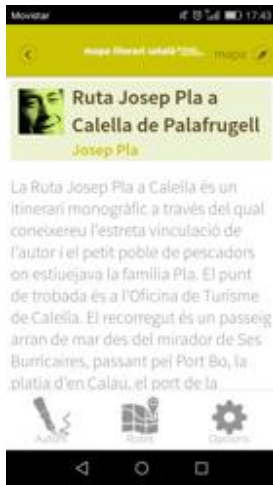 Movistar 17:43
mapa literari català mapa
Ruta Josep Pla a
Calella de Palafrugell
Josep Pla
La Ruta Josep Pla a Calella és un
itinerari monogràfic a través del qual
coneixereu l'estreta vinculació de
l'autor i el petit poble de pescadors
on estiuejava la família Pla. El punt
de trobada és a l'Oficina de Turisme
de Calella. El recorregut és un passeig
arran de mar des del mirador de Ses
Burricaires, passant pel Port Bo, la
platja d'en Calau, el port de la
Autors Rutes Opcions